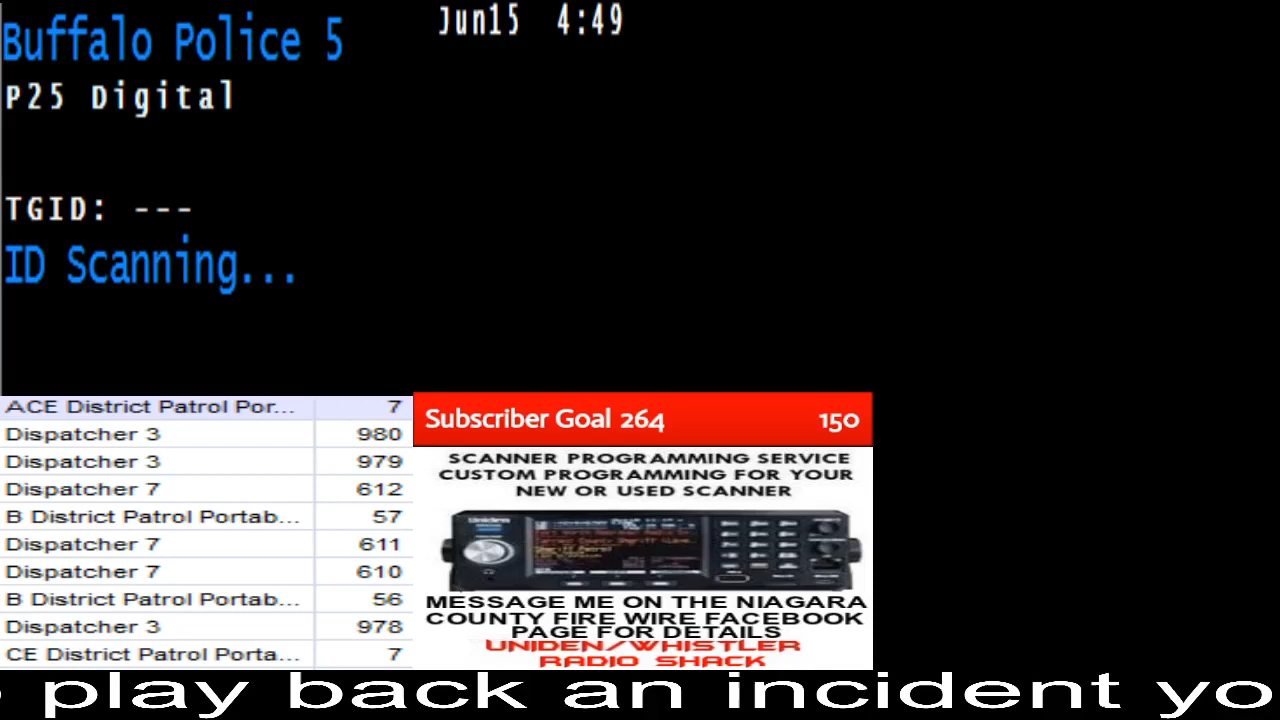 Buffalo Police 5
Jun15 4:49
P25 Digital
TGID: ---
ID Scanning...
ACE District Patrol Por... 7
Dispatcher 3 980
Dispatcher 3 979
Dispatcher 7 612
B District Patrol Portab... 57
Dispatcher 7 611
Dispatcher 7 610
B District Patrol Portab... 56
Dispatcher 3 978
CE District Patrol Porta... 7
Subscriber Goal 264 150
SCANNER PROGRAMMING SERVICE
CUSTOM PROGRAMMING FOR YOUR
NEW OR USED SCANNER
Uniden
MESSAGE ME ON THE NIAGARA
COUNTY FIRE WIRE FACEBOOK
PAGE FOR DETAILS
UNIDEN/WHISTLER
RADIO SHACK
play back an incident yo